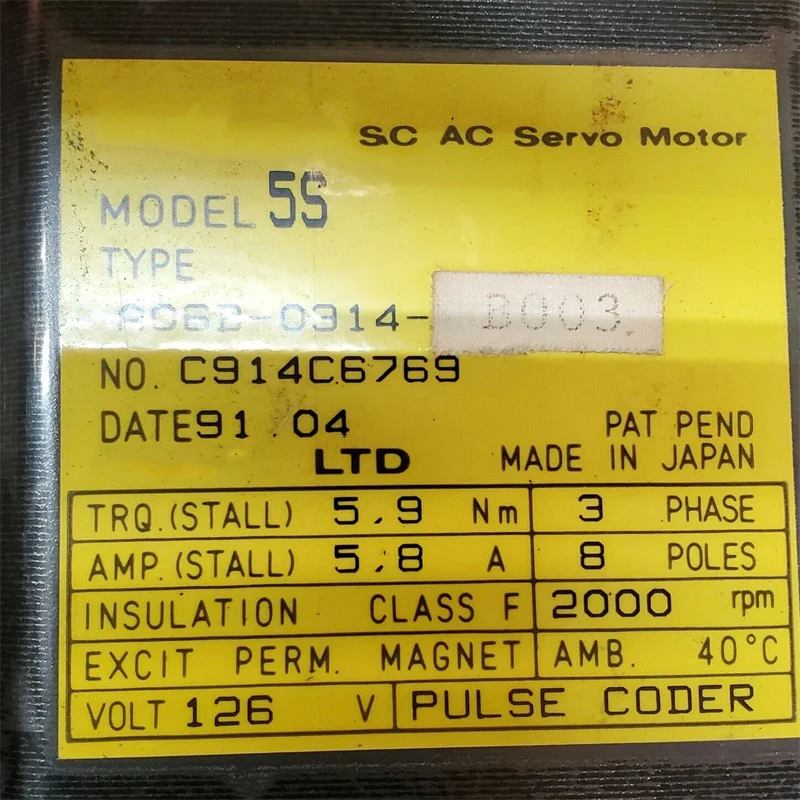 S.C AC Servo Motor
MODEL 5S
TYPE
-0314- B003
NO. C914C6769
DATE 91 04 PAT PEND
LTD MADE IN JAPAN
TRQ.(STALL) 5.9 Nm 3 PHASE
AMP.(STALL) 5.8 A 8 POLES
INSULATION CLASS F 2000 rpm
EXCIT PERM. MAGNET AMB. 40°C
VOLT 126 V PULSE CODER